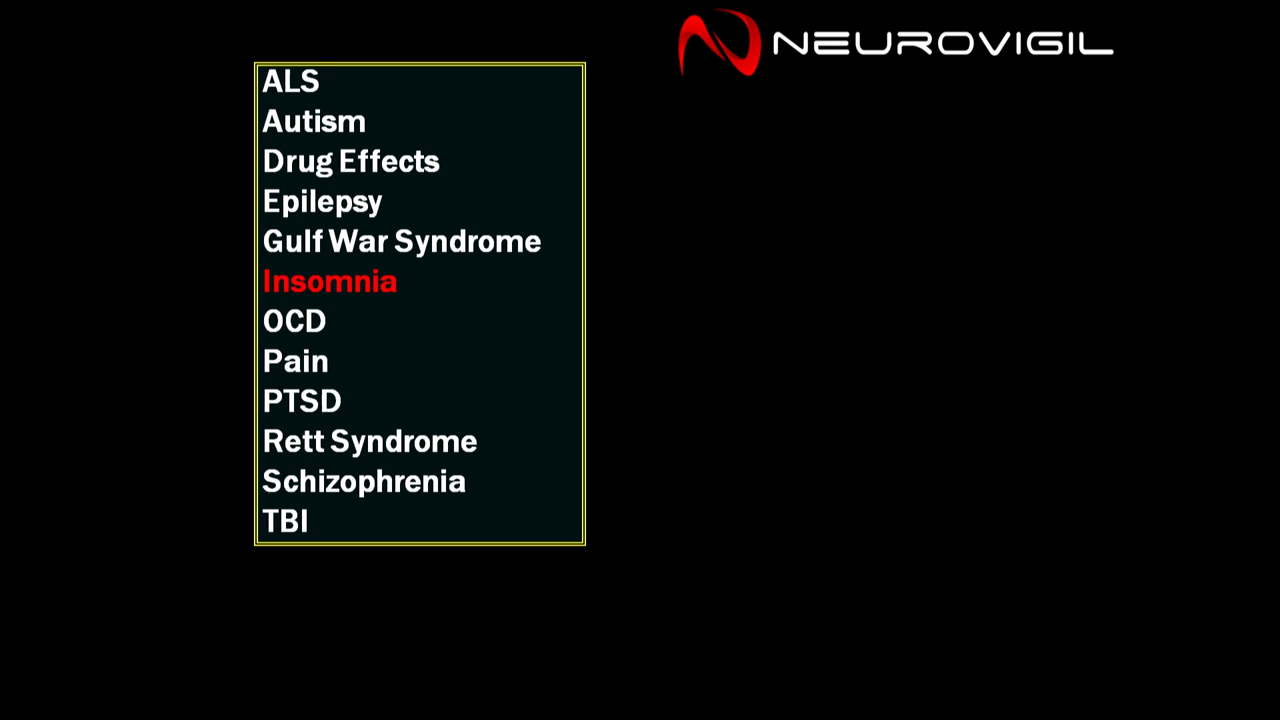 NEUROVIGIL
ALS
Autism
Drug Effects
Epilepsy
Gulf War Syndrome
Insomnia
OCD
Pain
PTSD
Rett Syndrome
Schizophrenia
TBI